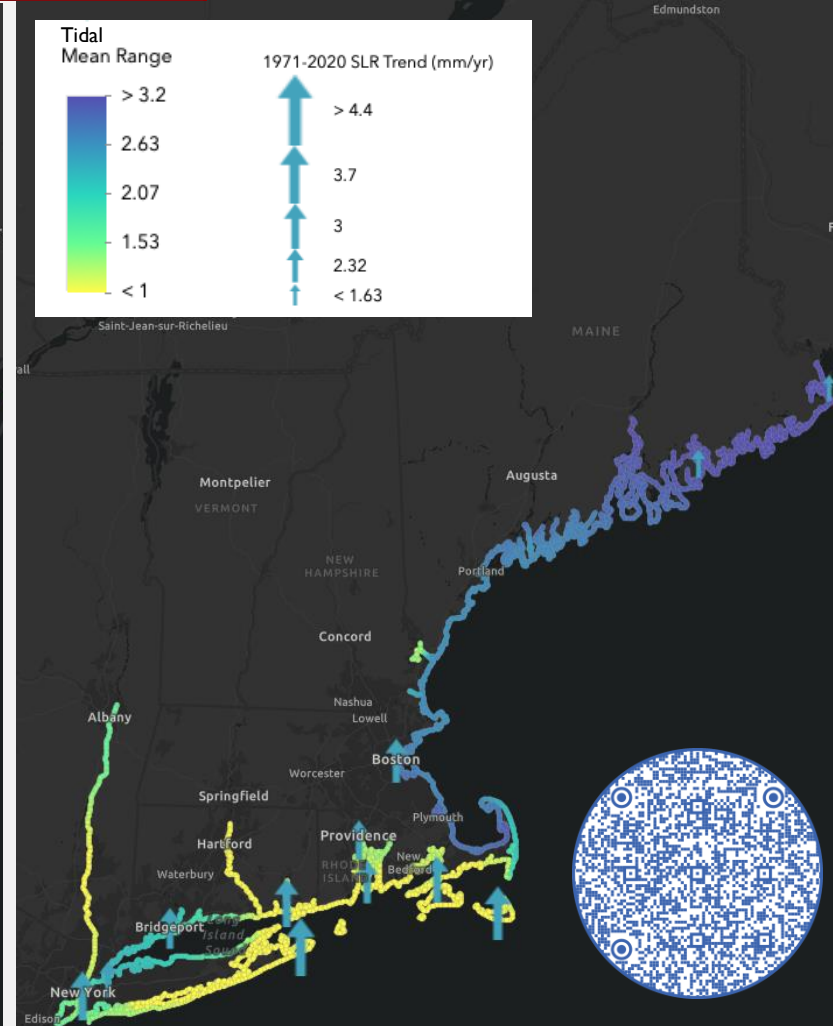 Edmundston
Tidal
Mean Range
1971-2020 SLR Trend (mm/yr)
> 3.2
> 4.4
2.63
3.7
2.07
3
1.53
2.32
< 1
< 1.63
Saint-Jean-sur-Richelieu
MAINE
all
Montpelier
Augusta
VERMONT
NEW
HAMPSHIRE
Portland
Concord
Nashua
Albany
Lowell
Boston
Worcester
Springfield
Plymouth
Providence
Hartford
New
Bedford
RHODE
ISLAND
Waterbury
Bridgeport
Long
Island
Sound
New York
Edison